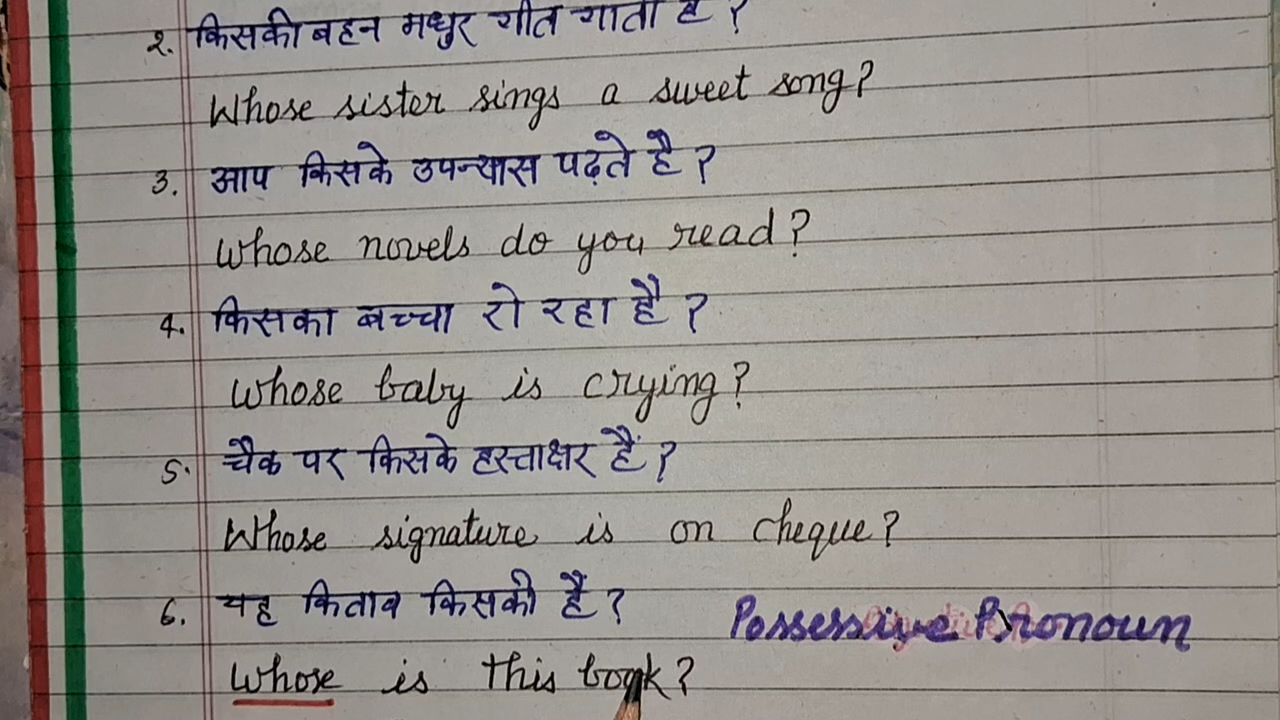 2. किसकी बहन मधुर गीत गाती है ?
Whose sister sings a sweet song?
3. आप किसके उपन्यास पढ़ते है ?
Whose novels do you read?
4. किसका बच्चा रो रहा है ?
Whose baby is crying?
5. चैक पर किसके हस्ताक्षर हैं ?
Whose signature is on cheque?
6. यह किताब किसकी हैं ?
Possessive Pronoun
Whose is this book?